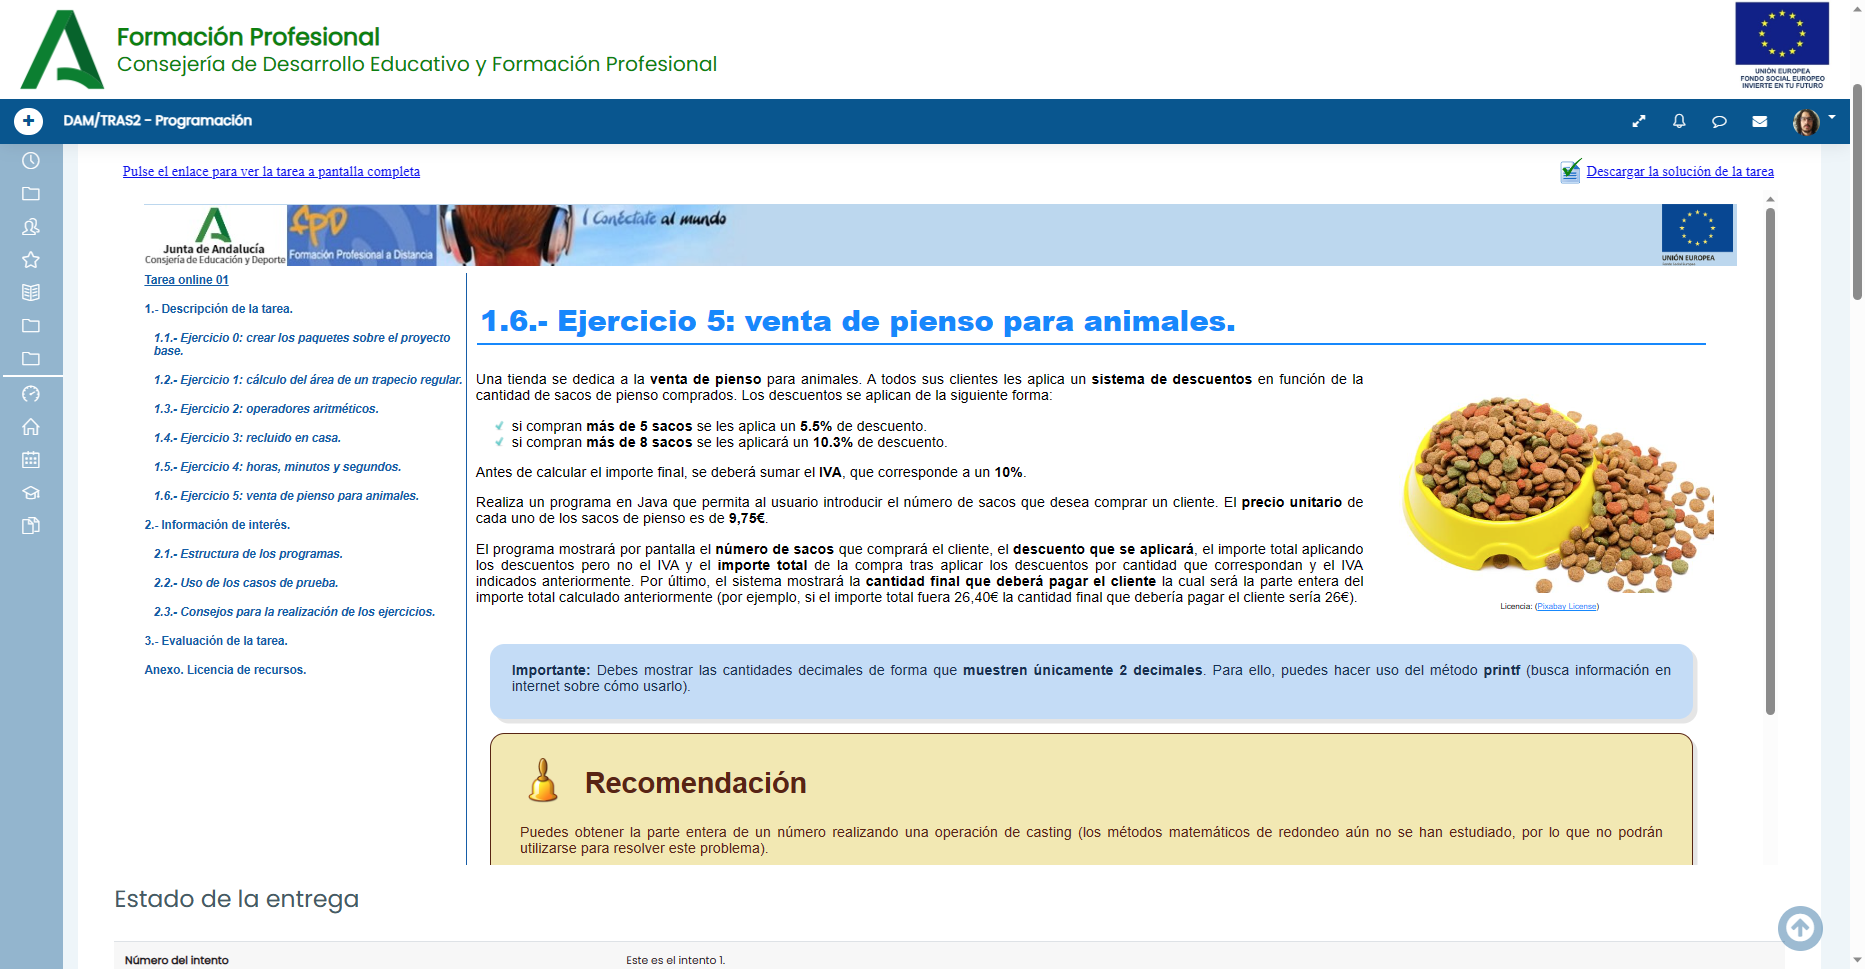 Formación Profesional
Consejería de Desarrollo Educativo y Formación Profesional
UNIÓN EUROPEA
FONDO SOCIAL EUROPEO
INVIERTE EN TU FUTURO
DAM/TRAS2 - Programación
Pulse el enlace para ver la tarea a pantalla completa
Descargar la solución de la tarea
Junta de Andalucía
Consejería de Educación y Deporte
fpD
Formación Profesional a Distancia
Conéctate al mundo
UNIÓN EUROPEA
Tarea online 01
1.- Descripción de la tarea.
1.1.- Ejercicio 0: crear los paquetes sobre el proyecto
base.
1.2.- Ejercicio 1: cálculo del área de un trapecio regular.
1.3.- Ejercicio 2: operadores aritméticos.
1.4.- Ejercicio 3: recluido en casa.
1.5.- Ejercicio 4: horas, minutos y segundos.
1.6.- Ejercicio 5: venta de pienso para animales.
2.- Información de interés.
2.1.- Estructura de los programas.
2.2.- Uso de los casos de prueba.
2.3.- Consejos para la realización de los ejercicios.
3.- Evaluación de la tarea.
Anexo. Licencia de recursos.
1.6.- Ejercicio 5: venta de pienso para animales.
Una tienda se dedica a la venta de pienso para animales. A todos sus clientes les aplica un sistema de descuentos en función de la
cantidad de sacos de pienso comprados. Los descuentos se aplican de la siguiente forma:
si compran más de 5 sacos se les aplica un 5.5% de descuento.
si compran más de 8 sacos se les aplicará un 10.3% de descuento.
Antes de calcular el importe final, se deberá sumar el IVA, que corresponde a un 10%.
Realiza un programa en Java que permita al usuario introducir el número de sacos que desea comprar un cliente. El precio unitario de
cada uno de los sacos de pienso es de 9,75€.
El programa mostrará por pantalla el número de sacos que comprará el cliente, el descuento que se aplicará, el importe total aplicando
los descuentos pero no el IVA y el importe total de la compra tras aplicar los descuentos por cantidad que correspondan y el IVA
indicados anteriormente. Por último, el sistema mostrará la cantidad final que deberá pagar el cliente la cual será la parte entera del
importe total calculado anteriormente (por ejemplo, si el importe total fuera 26,40€ la cantidad final que debería pagar el cliente sería 26€).
Licencia: (Pixabay License)
Importante: Debes mostrar las cantidades decimales de forma que muestren únicamente 2 decimales. Para ello, puedes hacer uso del método printf (busca información en
internet sobre cómo usarlo).
Recomendación
Puedes obtener la parte entera de un número realizando una operación de casting (los métodos matemáticos de redondeo aún no se han estudiado, por lo que no podrán
utilizarse para resolver este problema).
Estado de la entrega
Número del intento
Este es el intento 1.